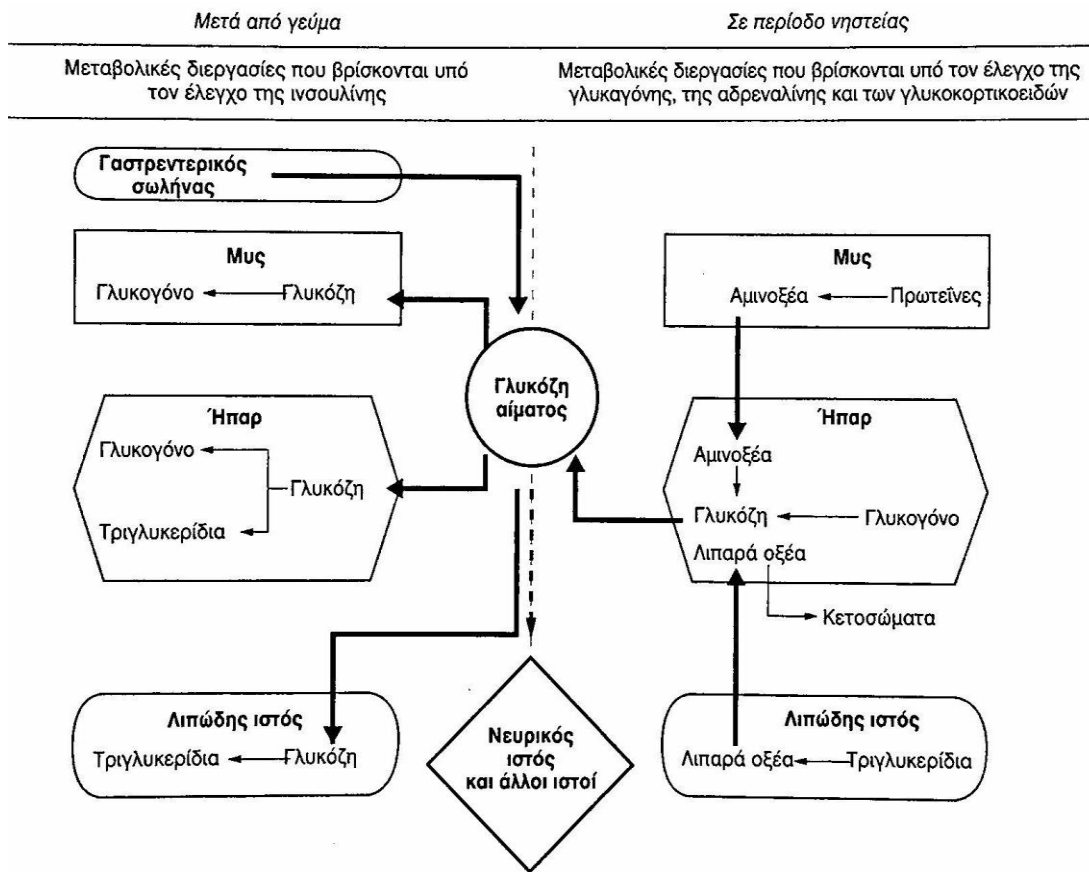 Μετά από γεύμα
Σε περίοδο νηστείας
Μεταβολικές διεργασίες που βρίσκονται υπό
τον έλεγχο της ινσουλίνης
Μεταβολικές διεργασίες που βρίσκονται υπό τον έλεγχο της
γλυκαγόνης, της αδρεναλίνης και των γλυκοκορτικοειδών
Γαστρεντερικός
σωλήνας
Μυς
Γλυκογόνο
Γλυκόζη
Μυς
Αμινοξέα
Πρωτεΐνες
Γλυκόζη
αίματος
Ήπαρ
Γλυκογόνο
Γλυκόζη
Τριγλυκερίδια
Ήπαρ
Αμινοξέα
Γλυκόζη
Γλυκογόνο
Λιπαρά οξέα
Κετοσώματα
Λιπώδης ιστός
Τριγλυκερίδια
Γλυκόζη
Νευρικός
ιστός
και άλλοι ιστοί
Λιπώδης ιστός
Λιπαρά οξέα
Τριγλυκερίδια